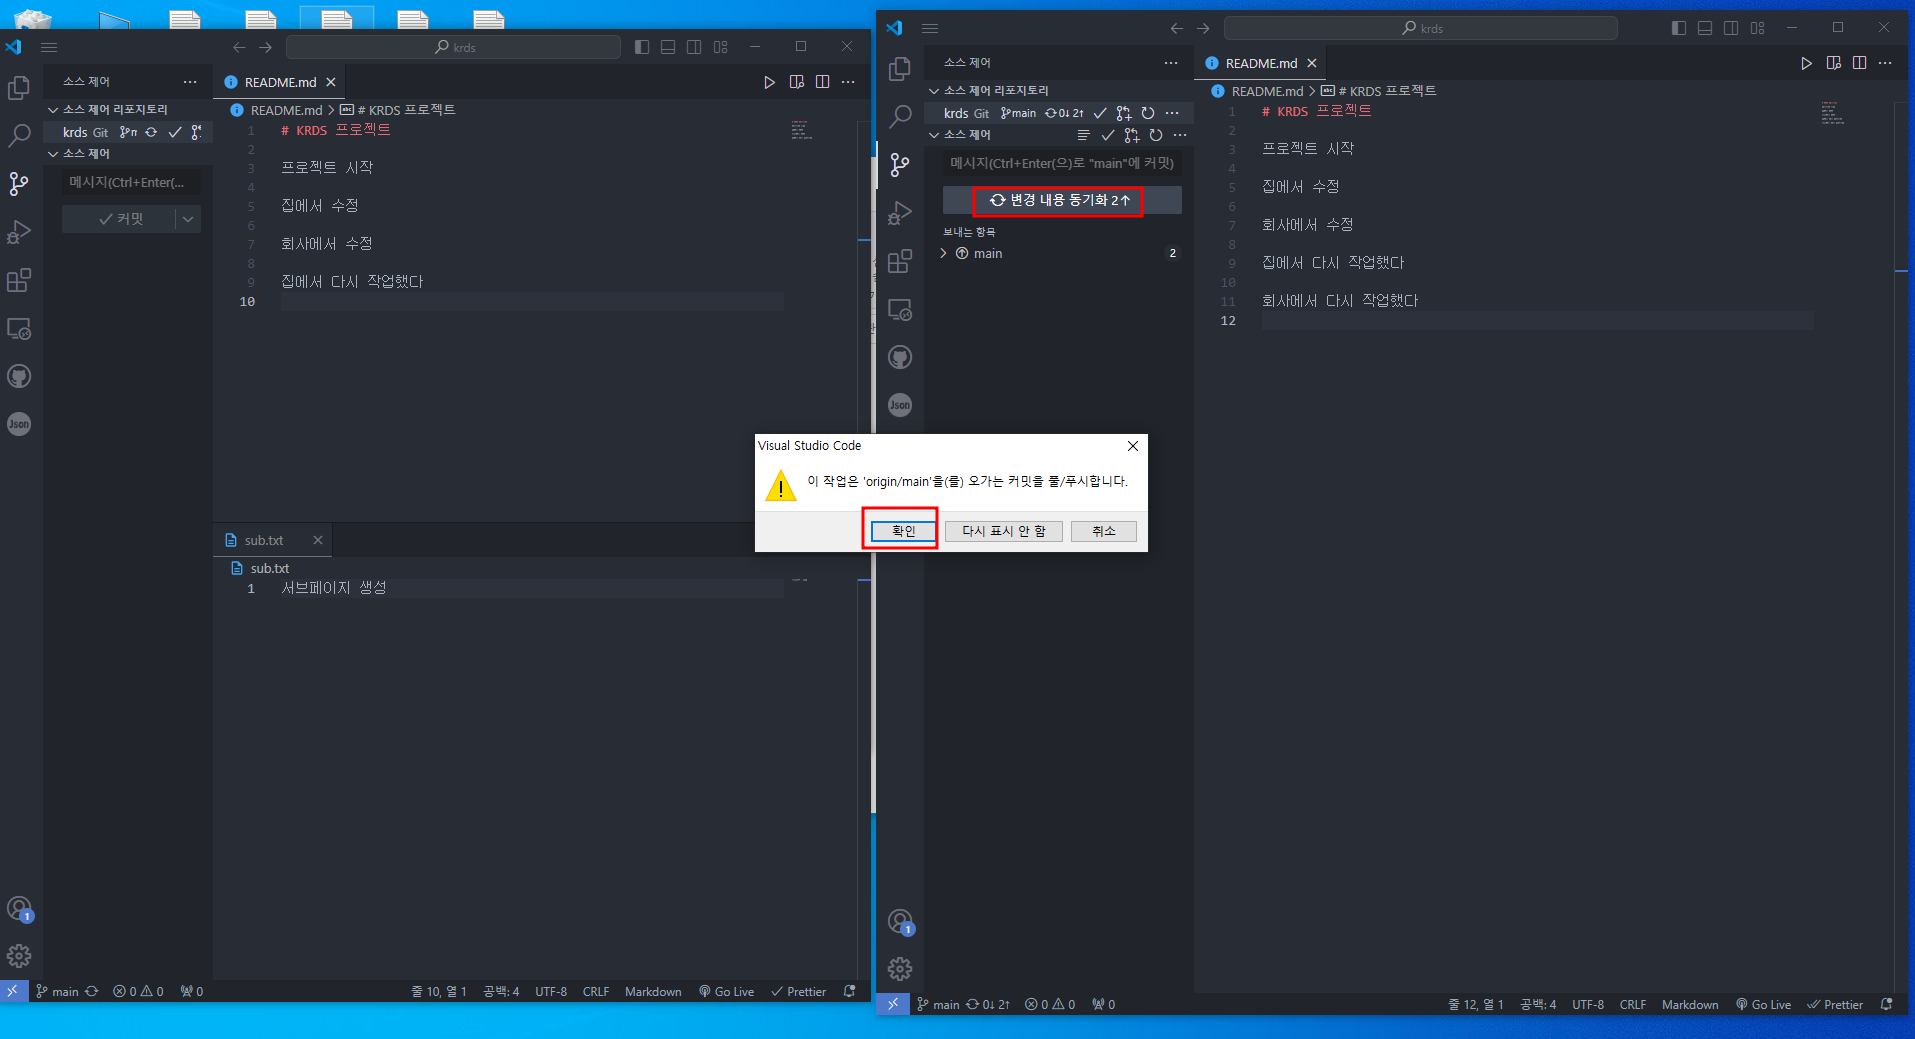 krds
소스 제어
소스 제어 리포지토리
krds Git
소스 제어
메시지(Ctrl+Enter(...
커밋
README.md
README.md > # KRDS 프로젝트
1 # KRDS 프로젝트
2
3 프로젝트 시작
4
5 집에서 수정
6
7 회사에서 수정
8
9 집에서 다시 작업했다
10
sub.txt
sub.txt
1 서브페이지 생성
Json
1
main 0 0 0
줄 10, 열 1 공백: 4 UTF-8 CRLF Markdown Go Live Prettier
krds
소스 제어
소스 제어 리포지토리
krds Git main 0↓ 2↑
소스 제어
메시지(Ctrl+Enter(으)로 "main"에 커밋)
변경 내용 동기화 2↑
보내는 항목
main 2
README.md
README.md > # KRDS 프로젝트
1 # KRDS 프로젝트
2
3 프로젝트 시작
4
5 집에서 수정
6
7 회사에서 수정
8
9 집에서 다시 작업했다
10
11 회사에서 다시 작업했다
12
Json
1
main 0↓ 2↑ 0 0 0
줄 12, 열 1 공백: 4 UTF-8 CRLF Markdown Go Live Prettier
Visual Studio Code
이 작업은 'origin/main'을(를) 오가는 커밋을 풀/푸시합니다.
확인 다시 표시 안 함 취소